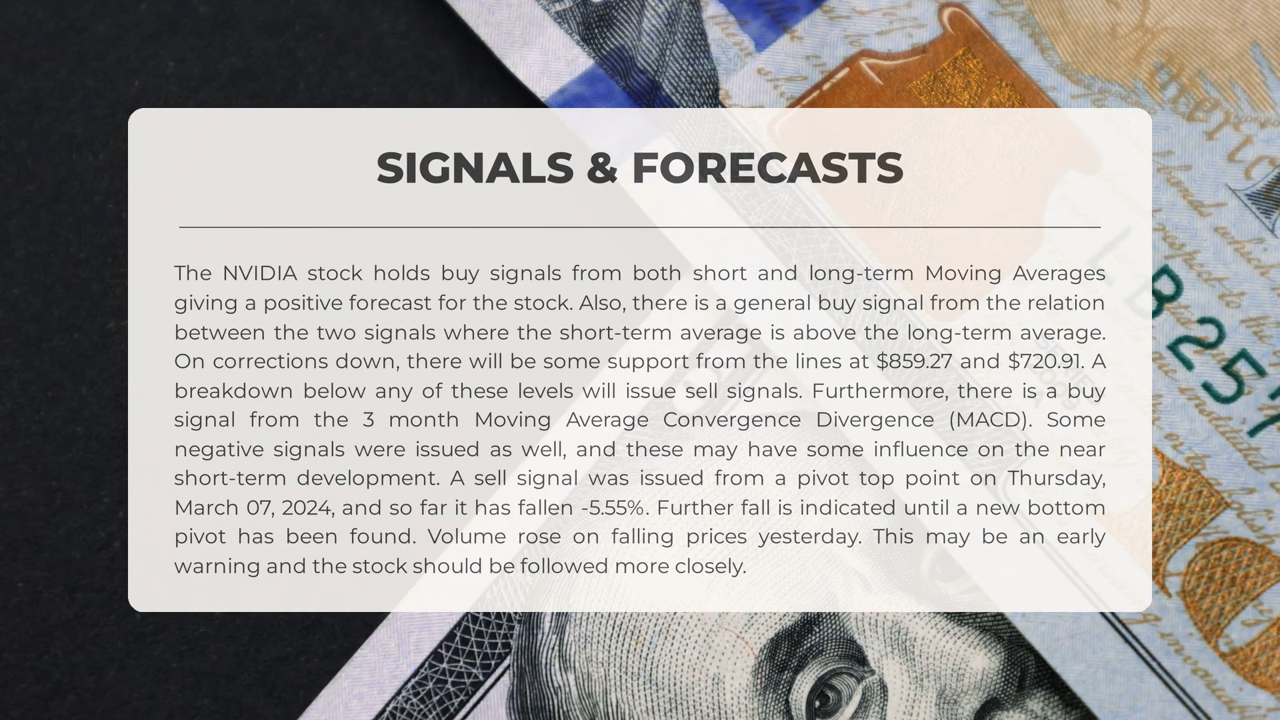 SIGNALS & FORECASTS
The NVIDIA stock holds buy signals from both short and long-term Moving Averages
giving a positive forecast for the stock. Also, there is a general buy signal from the relation
between the two signals where the short-term average is above the long-term average.
On corrections down, there will be some support from the lines at $859.27 and $720.91. A
breakdown below any of these levels will issue sell signals. Furthermore, there is a buy
signal from the 3 month Moving Average Convergence Divergence (MACD). Some
negative signals were issued as well, and these may have some influence on the near
short-term development. A sell signal was issued from a pivot top point on Thursday,
March 07, 2024, and so far it has fallen -5.55%. Further fall is indicated until a new bottom
pivot has been found. Volume rose on falling prices yesterday. This may be an early
warning and the stock should be followed more closely.